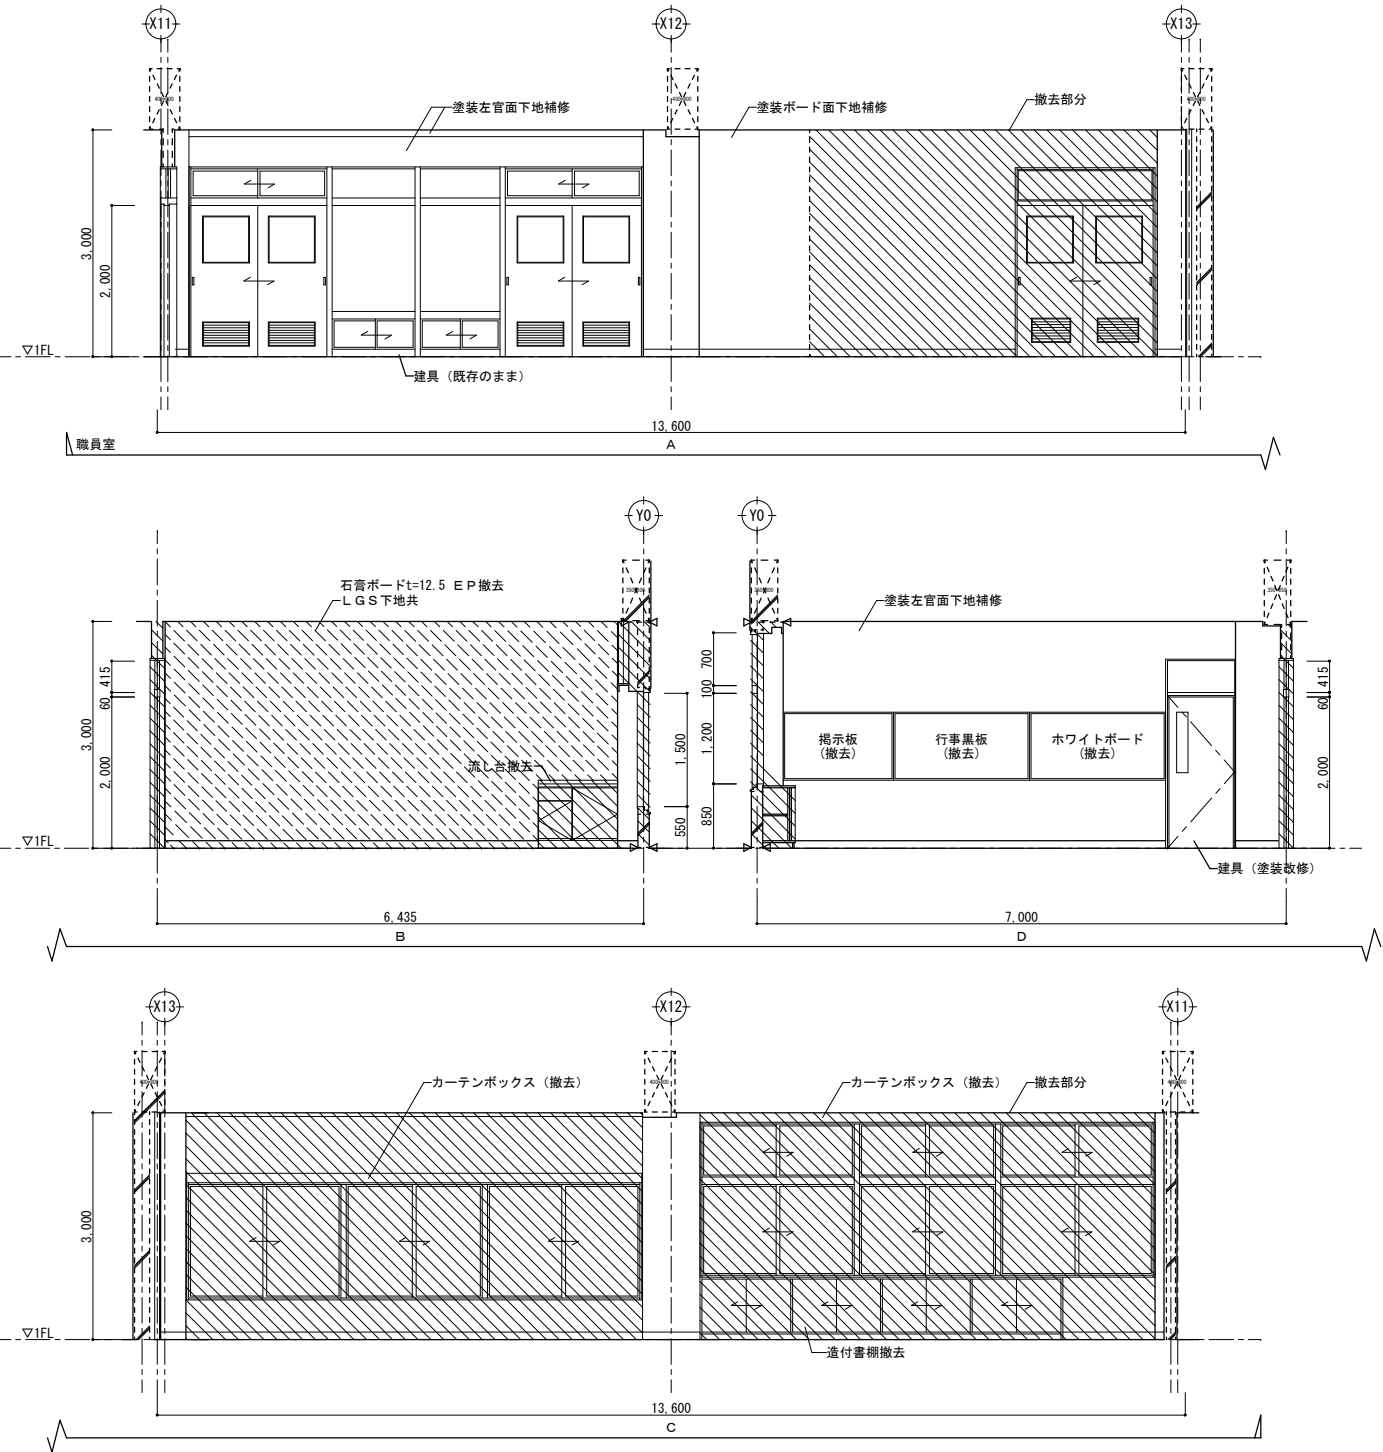 X11
X12
X13
塗装左官面下地補修
塗装ボード面下地補修
撤去部分
3,000
2,000
▽1FL
建具(既存のまま)
13,600
職員室
A
Y0
Y0
石膏ボードt=12.5 EP撤去
LGS下地共
塗装左官面下地補修
415
60
3,000
2,000
流し台撤去
1,500
550
700
100
1,200
850
掲示板
(撤去)
行事黒板
(撤去)
ホワイトボード
(撤去)
415
60
2,000
▽1FL
建具(塗装改修)
6,435
7,000
B
D
X13
X12
X11
カーテンボックス(撤去)
カーテンボックス(撤去)
撤去部分
3,000
▽1FL
造付書棚撤去
13,600
C